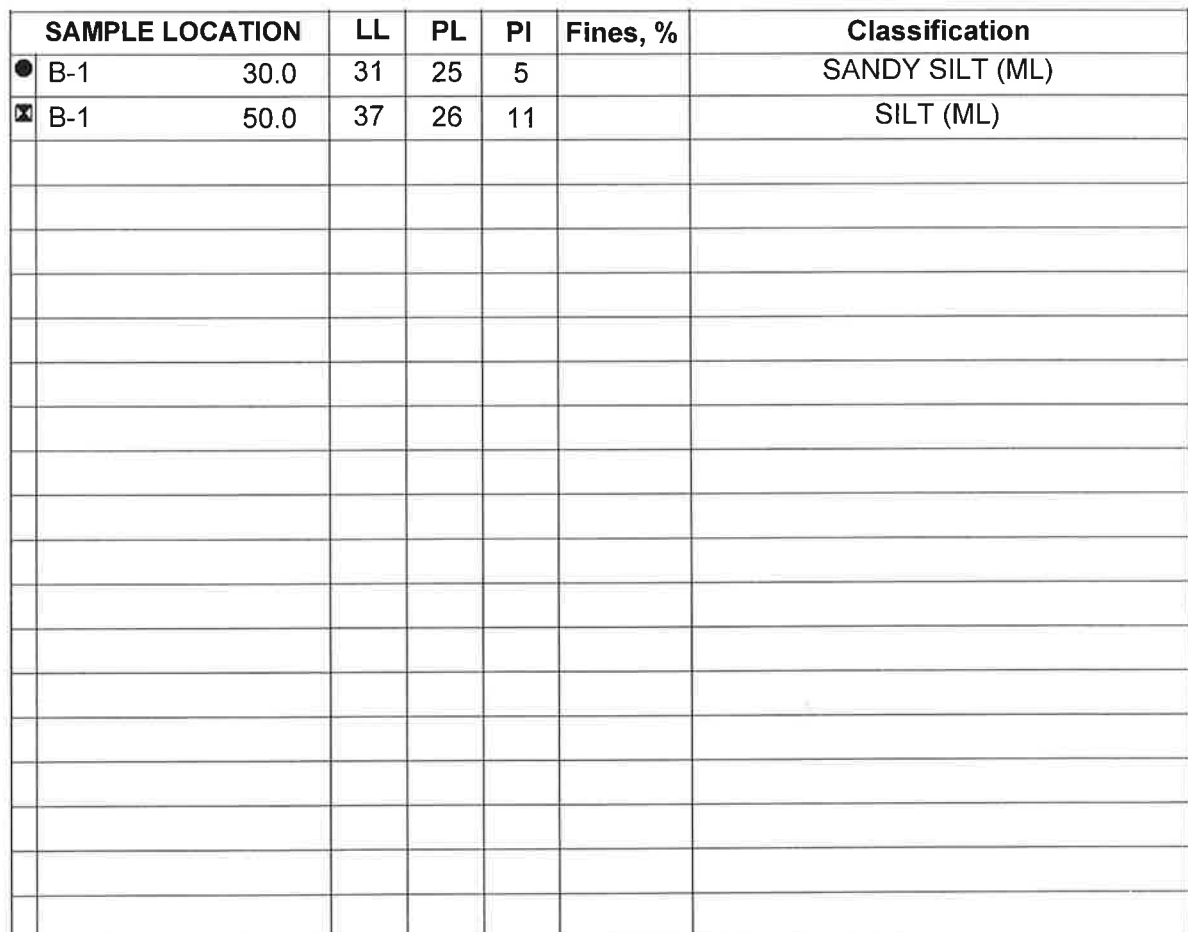 SAMPLE LOCATION LL PL PI Fines, % Classification
B-1 30.0 31 25 5 SANDY SILT (ML)
B-1 50.0 37 26 11 SILT (ML)